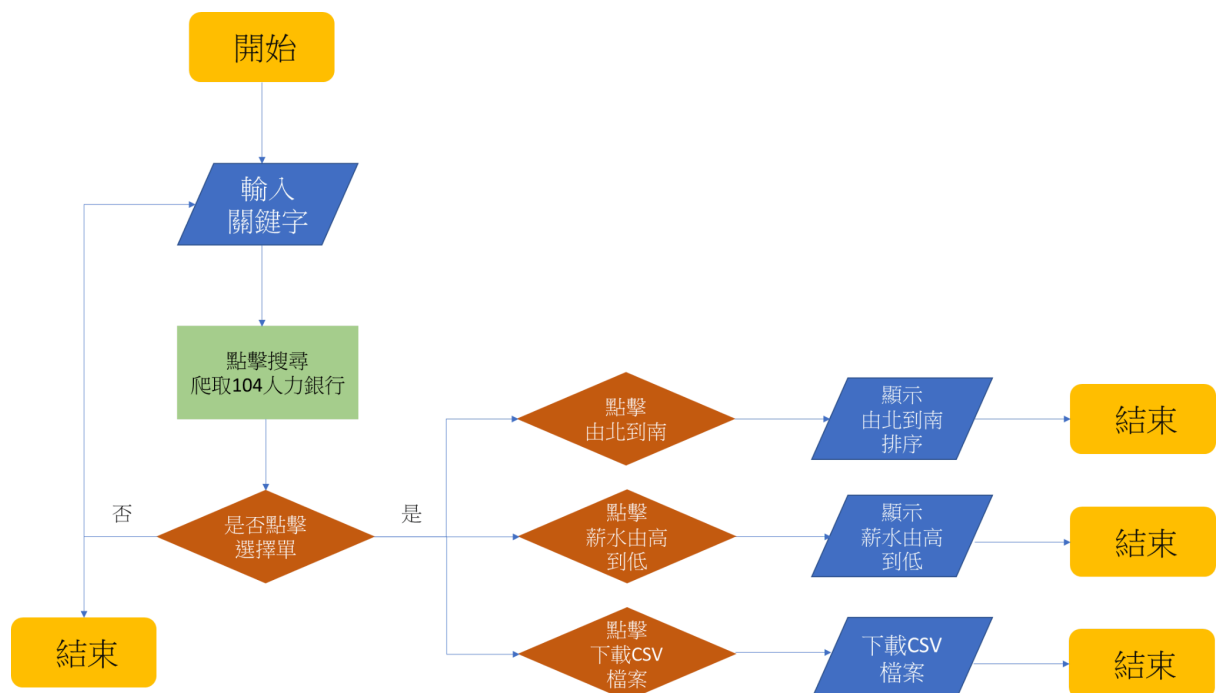 開始
輸入
關鍵字
點擊搜尋
爬取104人力銀行
是否點擊
選擇單
否
是
結束
點擊
由北到南
顯示
由北到南
排序
結束
點擊
薪水由高
到低
顯示
薪水由高
到低
結束
點擊
下載CSV
檔案
下載CSV
檔案
結束